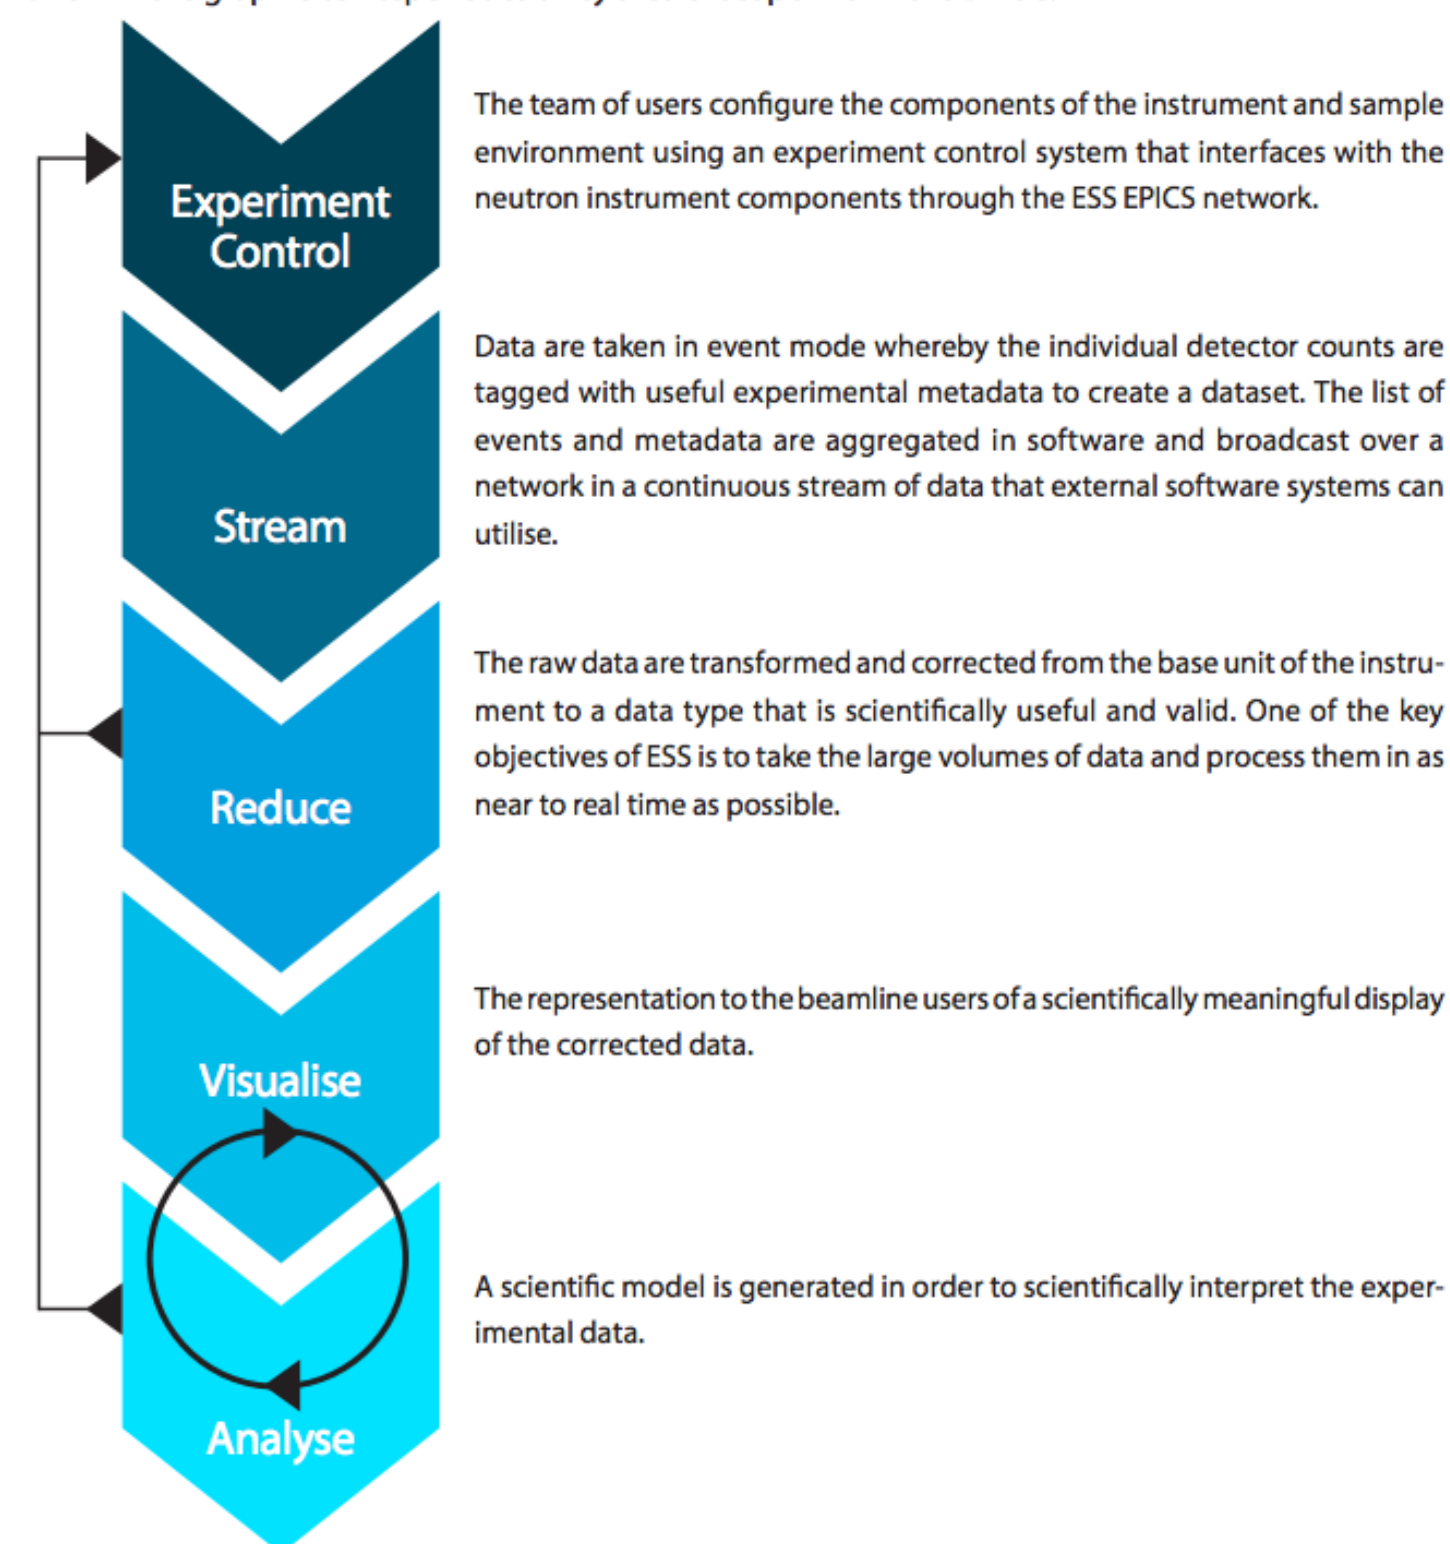 Experiment
Control
The team of users configure the components of the instrument and sample
environment using an experiment control system that interfaces with the
neutron instrument components through the ESS EPICS network.
Stream
Data are taken in event mode whereby the individual detector counts are
tagged with useful experimental metadata to create a dataset. The list of
events and metadata are aggregated in software and broadcast over a
network in a continuous stream of data that external software systems can
utilise.
Reduce
The raw data are transformed and corrected from the base unit of the instru-
ment to a data type that is scientifically useful and valid. One of the key
objectives of ESS is to take the large volumes of data and process them in as
near to real time as possible.
Visualise
The representation to the beamline users of a scientifically meaningful display
of the corrected data.
Analyse
A scientific model is generated in order to scientifically interpret the exper-
imental data.